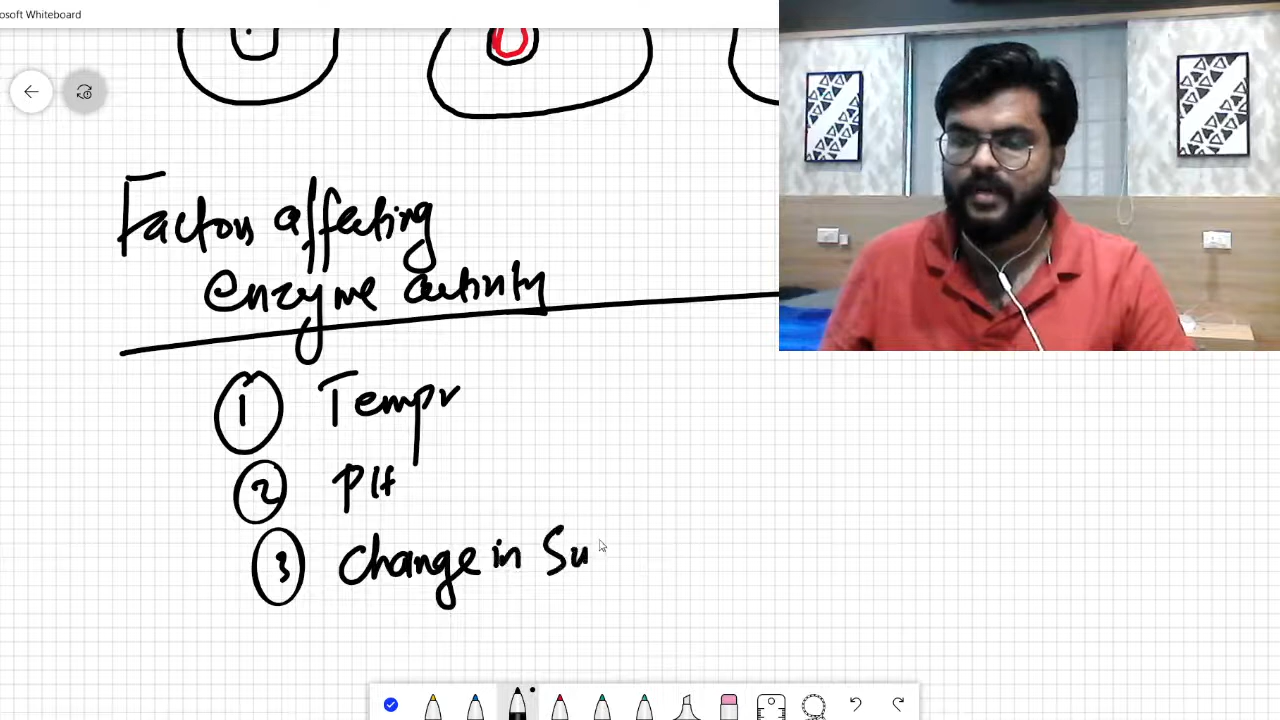 osoft Whiteboard
Factors affecting
enzyme activity
1 Tempr
2 PH
3 Change in Su